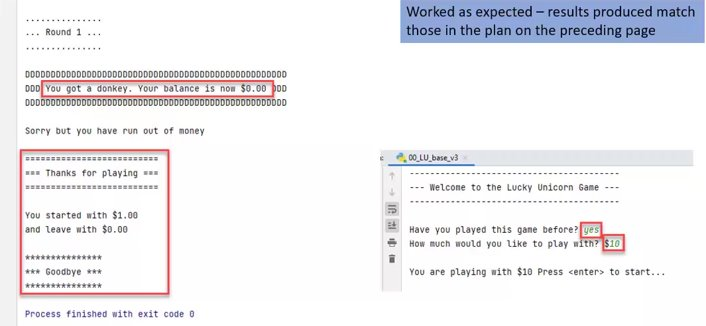 Worked as expected – results produced match
those in the plan on the preceding page
...............
... Round 1 ...
...............
DDDDDDDDDDDDDDDDDDDDDDDDDDDDDDDDDDDDDDDDDDDDDDDDD
DDD You got a donkey. Your balance is now $0.00 DDD
DDDDDDDDDDDDDDDDDDDDDDDDDDDDDDDDDDDDDDDDDDDDDDDDD
Sorry but you have run out of money
==========================
=== Thanks for playing ===
==========================
You started with $1.00
and leave with $0.00
***************
*** Goodbye ***
***************
Process finished with exit code 0
00_LU_base_v3
----------------------------------------
--- Welcome to the Lucky Unicorn Game ---
----------------------------------------
Have you played this game before? yes
How much would you like to play with? $10
You are playing with $10 Press <enter> to start...